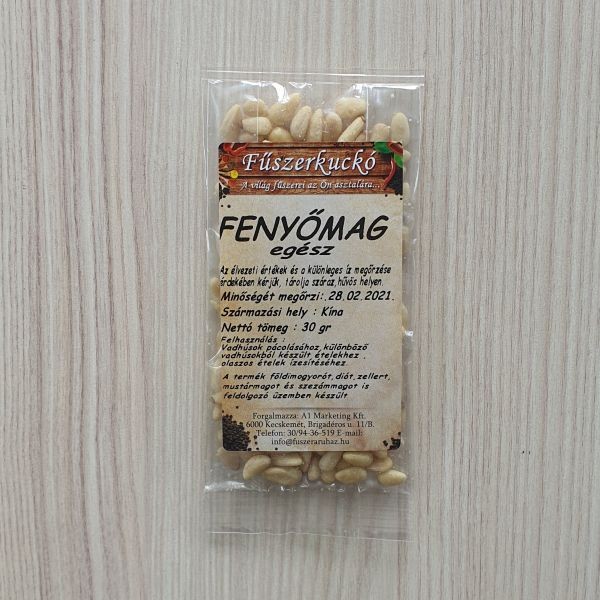 Fűszerkuckó
A világ fűszerei az Ön asztalára...
FENYŐMAG
egész
Az élvezeti értékek és a különleges íz megőrzése
érdekében kérjük, tárolja száraz,hűvös helyen.
Minőségét megőrzi:.28.02.2021.
Származási hely : Kína
Nettó tömeg : 30 gr
Felhasználás :
Vadhúsok pácolásához,különböző
vadhúsokból készült ételekhez ,
olaszos ételek ízesítéséhez.
A termék földimogyorót,diót,zellert,
mustármagot és szezámmagot is
feldolgozó üzemben készült.
Forgalmazza: A1 Marketing Kft.
6000 Kecskemét, Brigadéros u. 11/B.
Telefon: 30/94-36-519 E-mail:
info@fuszeraruhaz.hu